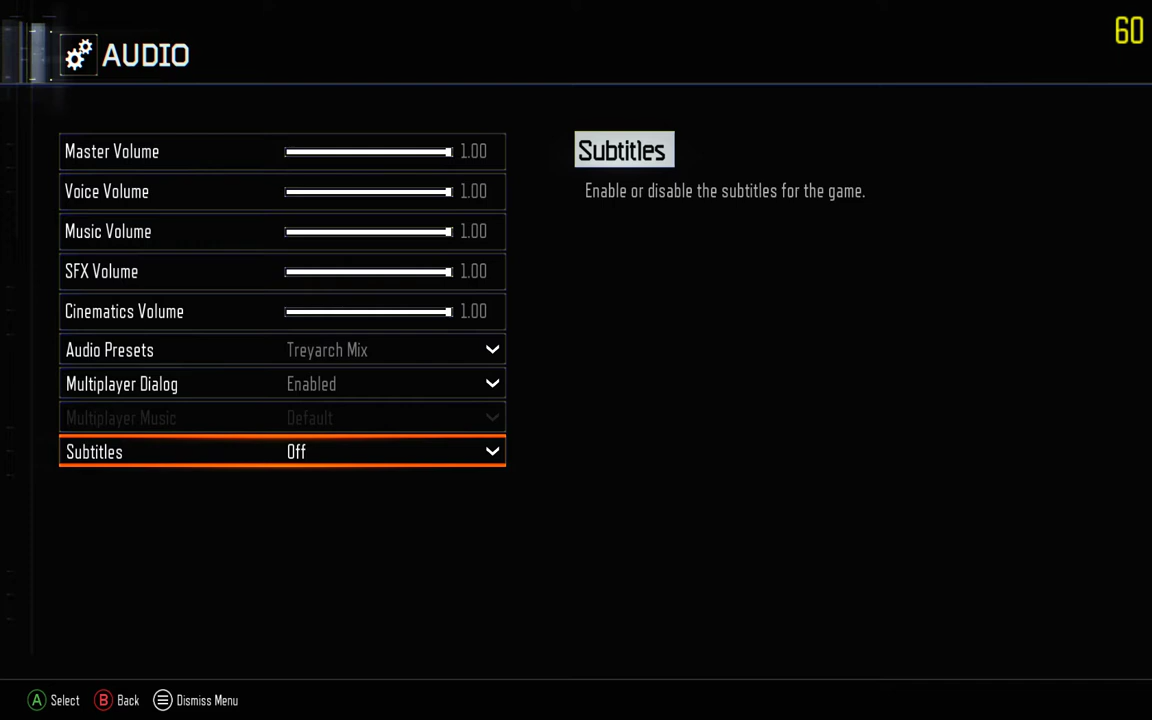 60
AUDIO
Master Volume 1.00
Voice Volume 1.00
Music Volume 1.00
SFX Volume 1.00
Cinematics Volume 1.00
Audio Presets Treyarch Mix
Multiplayer Dialog Enabled
Multiplayer Music Default
Subtitles Off
Subtitles
Enable or disable the subtitles for the game.
A Select B Back Dismiss Menu